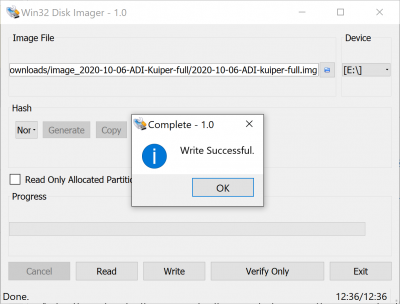 Win32 Disk Imager - 1.0
Image File
Device
ownloads/image_2020-10-06-ADI-Kuiper-full/2020-10-06-ADI-kuiper-full.img
[E:\]
Hash
Nor
Generate
Copy
Complete - 1.0
Write Successful.
OK
Read Only Allocated Partitio
Progress
Cancel
Read
Write
Verify Only
Exit
Done.
12:36/12:36